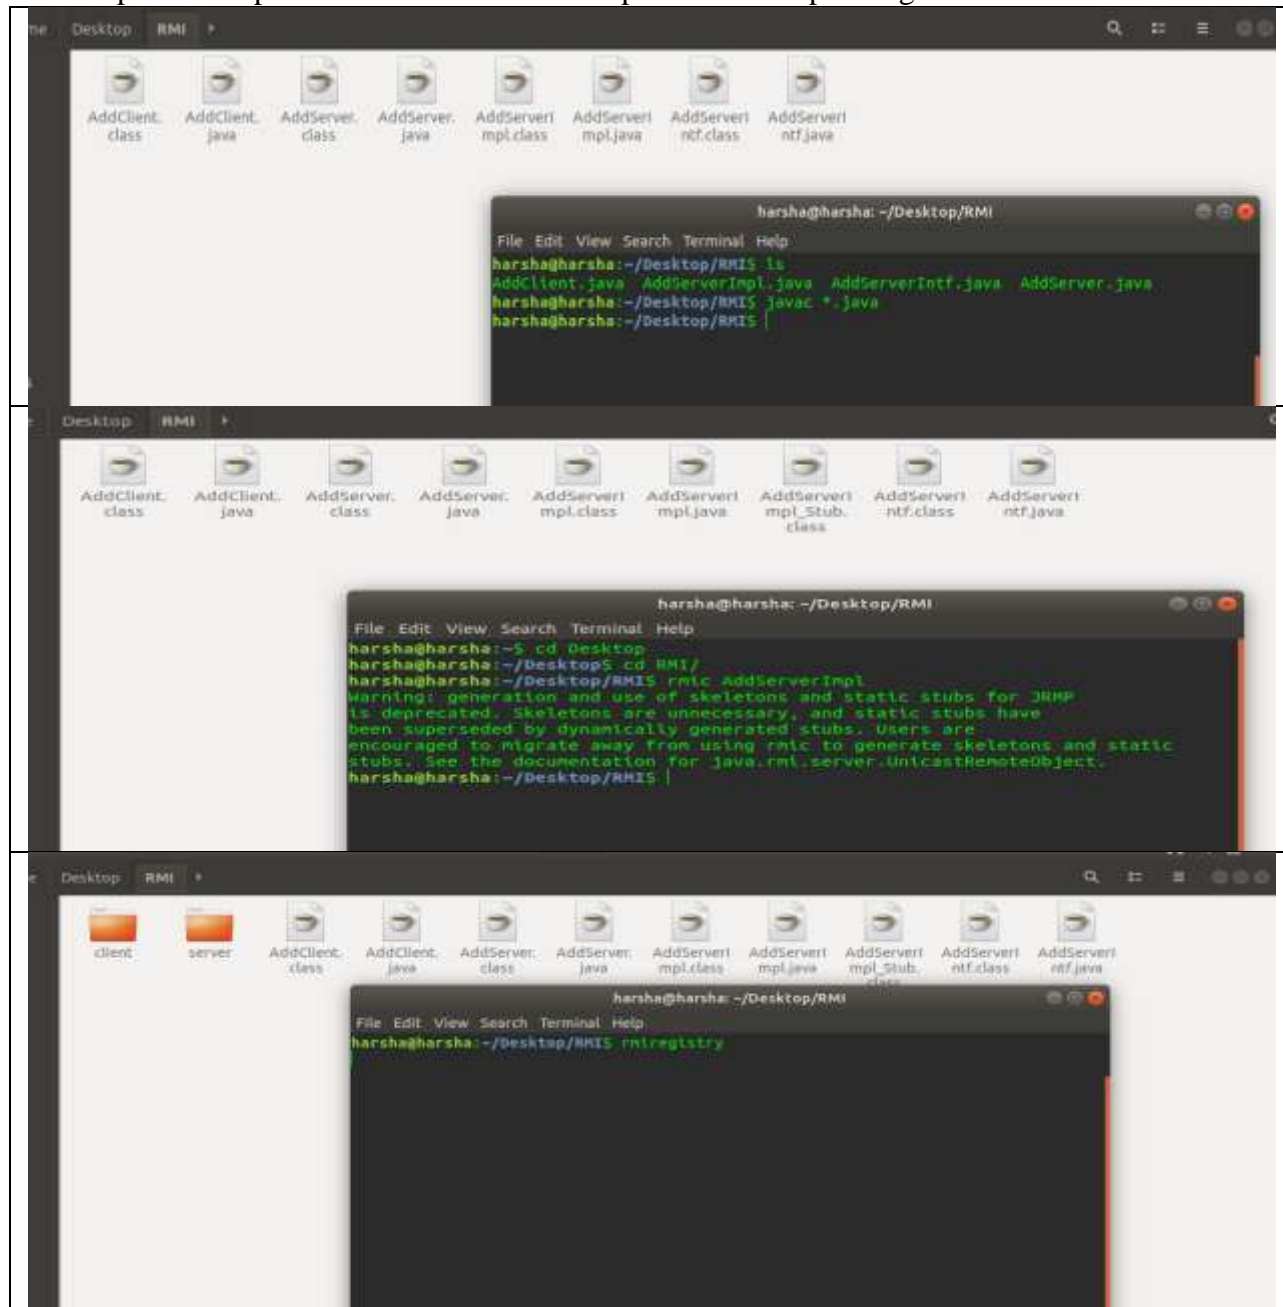 Desktop RMI
AddClient. AddClient. AddServer. AddServer. AddServerI AddServerI AddServerI AddServerI
class java class java mpl.class mpl.java ntf.class ntf.java
harsha@harsha: ~/Desktop/RMI
File Edit View Search Terminal Help
harsha@harsha:~/Desktop/RMI$ ls
AddClient.java AddServerImpl.java AddServerIntf.java AddServer.java
harsha@harsha:~/Desktop/RMI$ javac *.java
harsha@harsha:~/Desktop/RMI$
Desktop RMI
AddClient. AddClient. AddServer. AddServer. AddServerI AddServerI AddServerI AddServerI AddServerI
class java class java mpl.class mpl.java mpl_Stub. ntf.class ntf.java
class
harsha@harsha: ~/Desktop/RMI
File Edit View Search Terminal Help
harsha@harsha:~$ cd Desktop
harsha@harsha:~/Desktop$ cd RMI/
harsha@harsha:~/Desktop/RMI$ rmic AddServerImpl
Warning: generation and use of skeletons and static stubs for JRMP
is deprecated. Skeletons are unnecessary, and static stubs have
been superseded by dynamically generated stubs. Users are
encouraged to migrate away from using rmic to generate skeletons and static
stubs. See the documentation for java.rmi.server.UnicastRemoteObject.
harsha@harsha:~/Desktop/RMI$
Desktop RMI
client server AddClient. AddClient. AddServer. AddServer. AddServerI AddServerI AddServerI AddServerI AddServerI
class java class java mpl.class mpl.java mpl_Stub. ntf.class ntf.java
class
harsha@harsha: ~/Desktop/RMI
File Edit View Search Terminal Help
harsha@harsha:~/Desktop/RMI$ rmiregistry